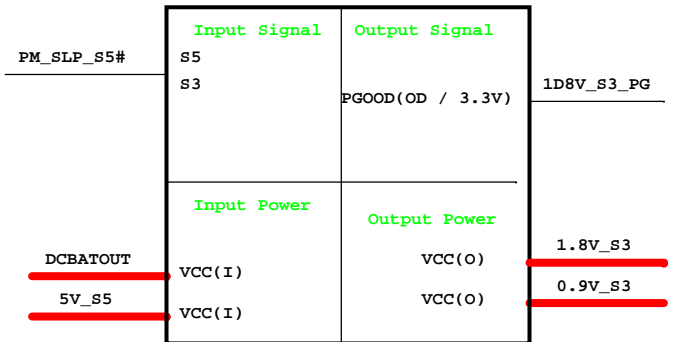 Input Signal Output Signal
PM_SLP_S5# S5
S3 1D8V_S3_PG
PGOOD(OD / 3.3V)
Input Power
Output Power
1.8V_S3
DCBATOUT VCC(O)
VCC(I)
0.9V_S3
5V_S5 VCC(O)
VCC(I)